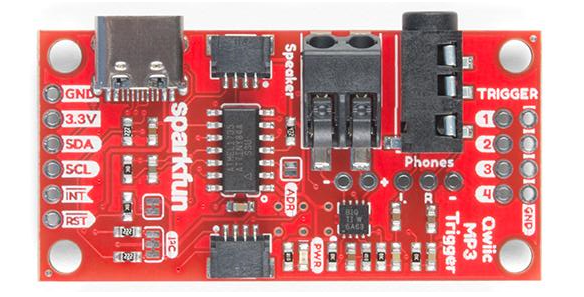 GND
3.3V
SDA
SCL
INT
RST
sparkfun
I²C
ADR
Speaker
-
+
Phones
L
R
-
TRIGGER
1
2
3
4
GND
Qwiic
MP3
Trigger
PWR